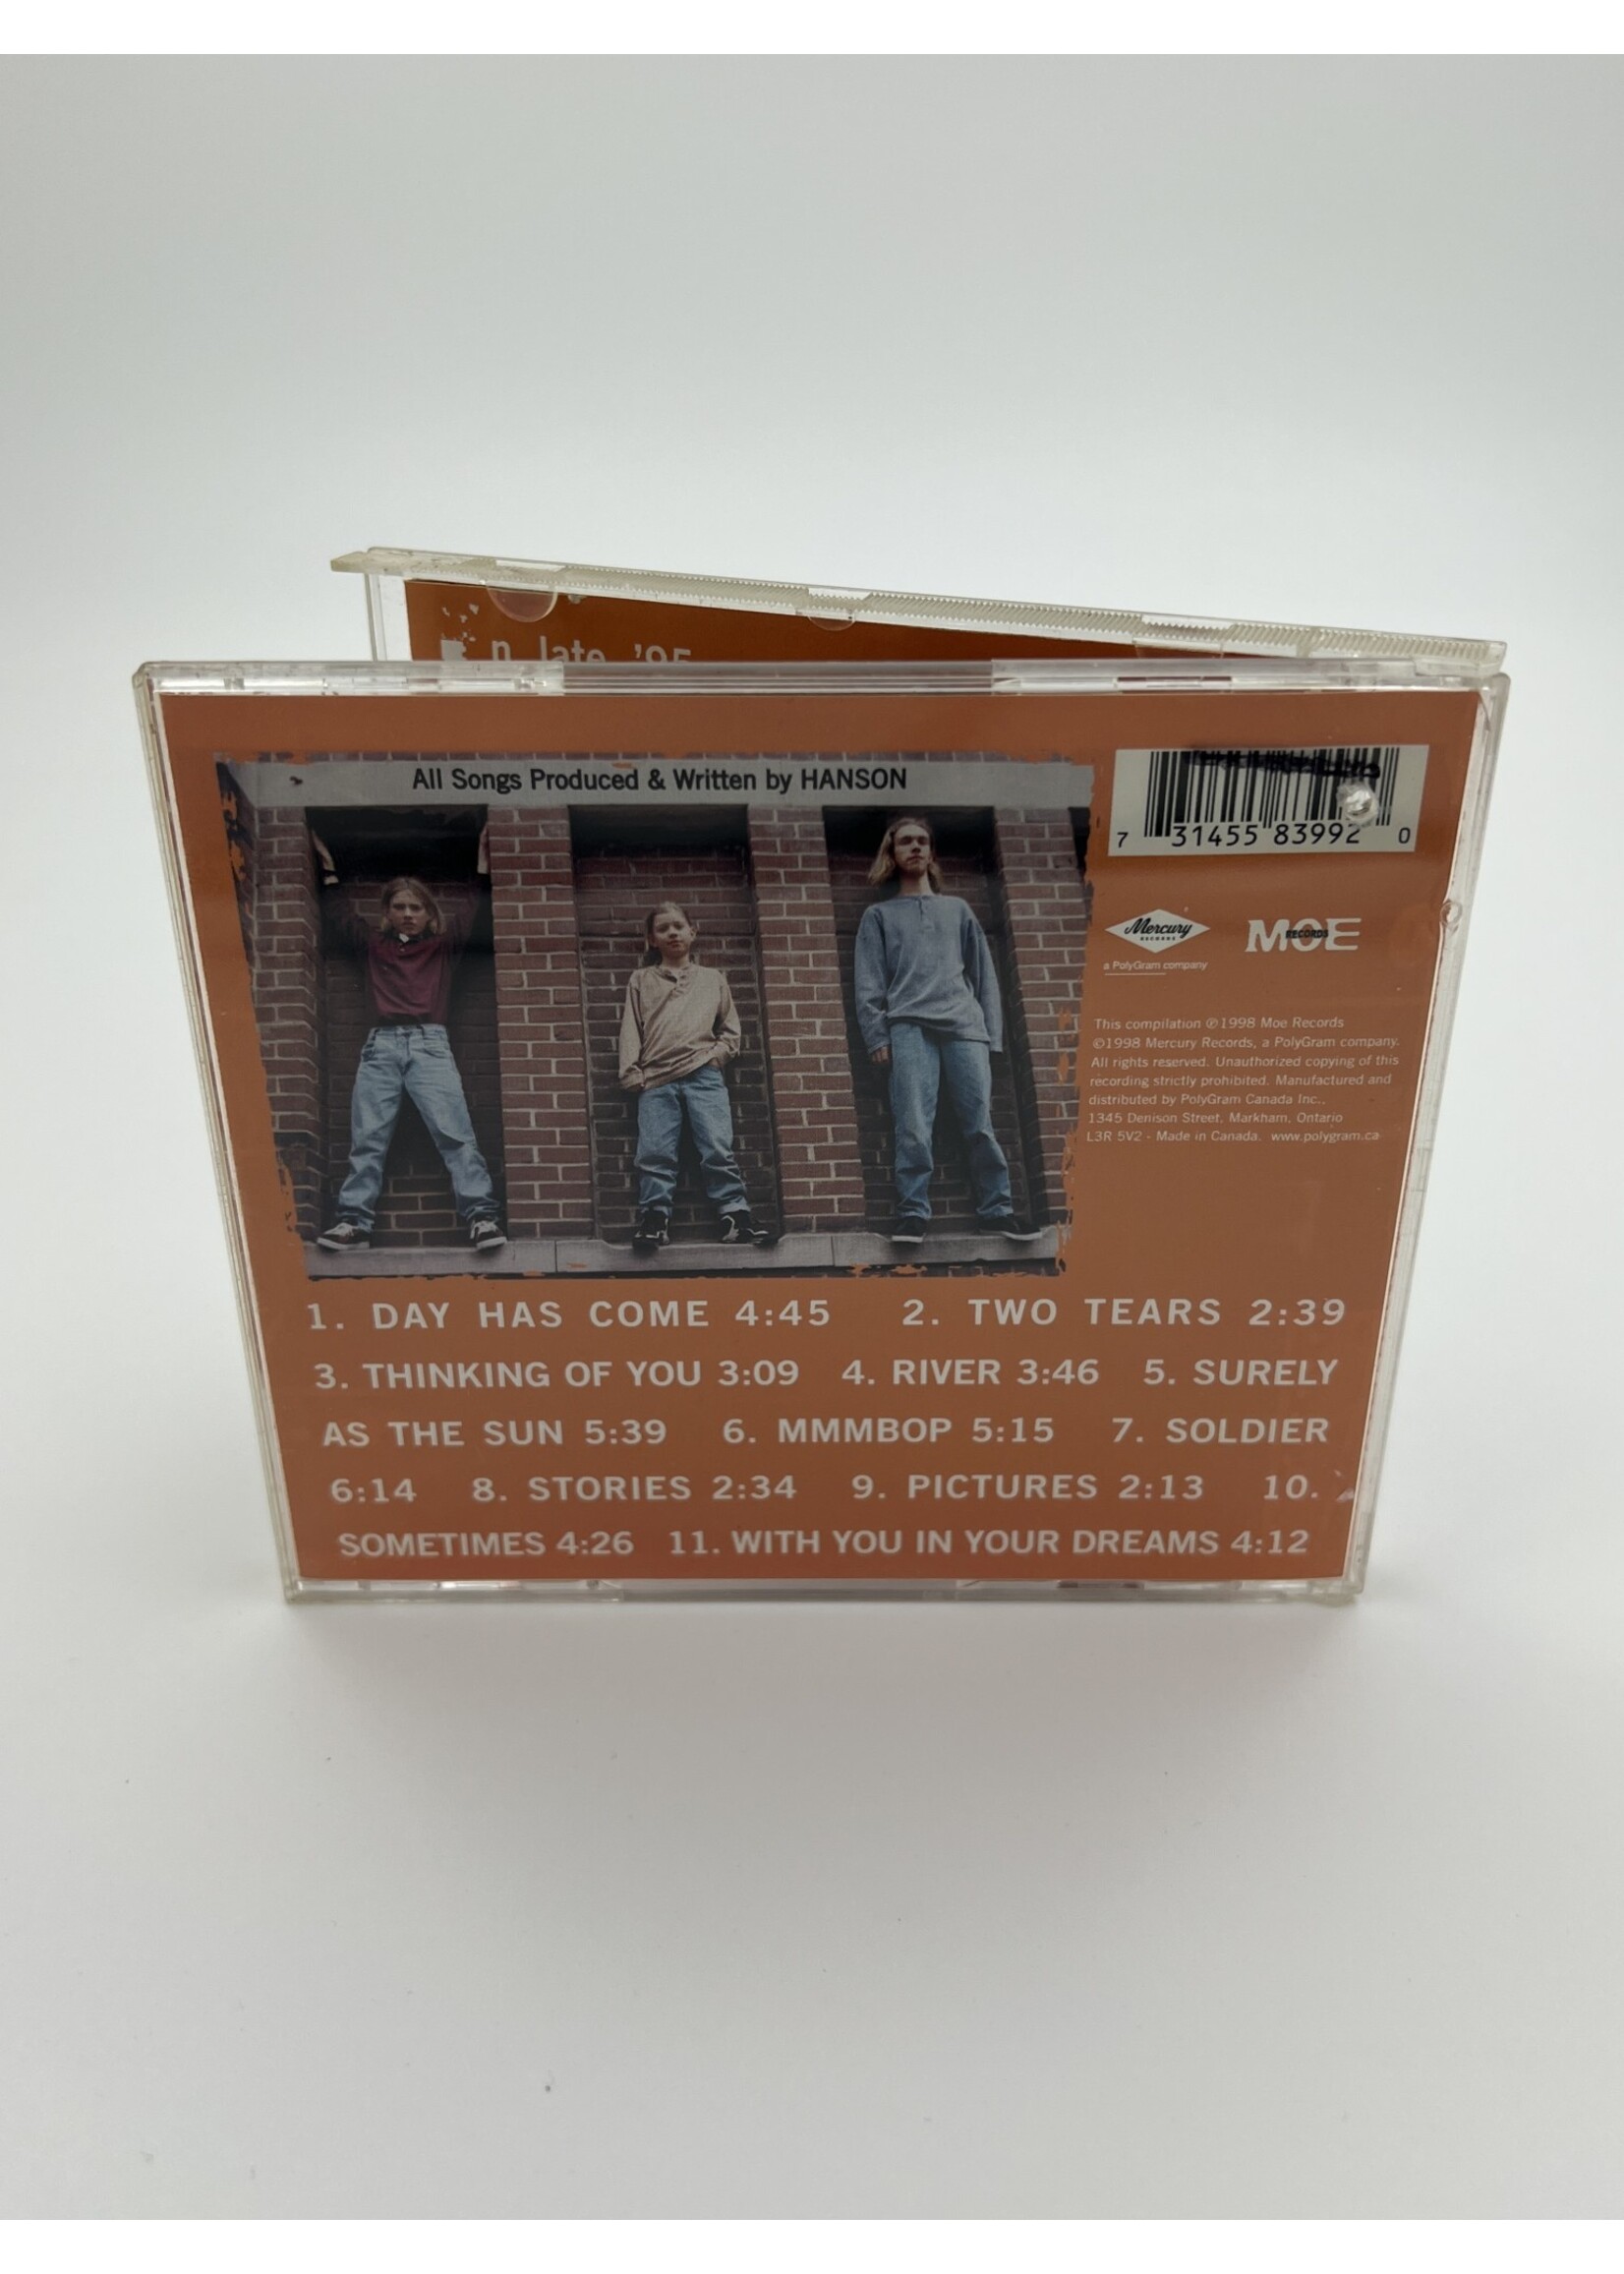 n late '95
All Songs Produced & Written by HANSON
7 31455 83992 0
Mercury
RECORDS
a PolyGram company
MOE
RECORDS
This compilation ℗1998 Moe Records
©1998 Mercury Records, a PolyGram company.
All rights reserved. Unauthorized copying of this
recording strictly prohibited. Manufactured and
distributed by PolyGram Canada Inc.,
1345 Denison Street, Markham, Ontario
L3R 5V2 - Made in Canada. www.polygram.ca
1. DAY HAS COME 4:45 2. TWO TEARS 2:39
3. THINKING OF YOU 3:09 4. RIVER 3:46 5. SURELY
AS THE SUN 5:39 6. MMMBOP 5:15 7. SOLDIER
6:14 8. STORIES 2:34 9. PICTURES 2:13 10.
SOMETIMES 4:26 11. WITH YOU IN YOUR DREAMS 4:12